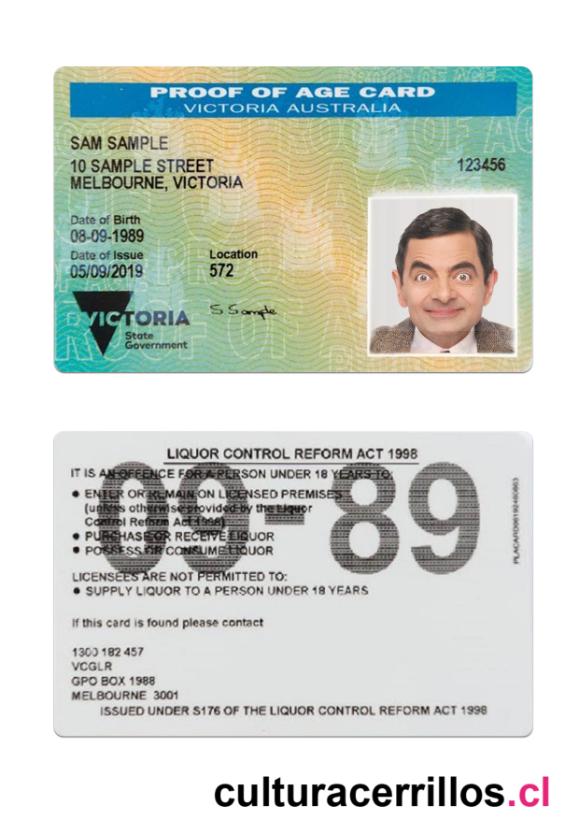 PROOF OF AGE CARD
VICTORIA AUSTRALIA
SAM SAMPLE
10 SAMPLE STREET
MELBOURNE, VICTORIA
123456
Date of Birth
08-09-1989
Date of Issue
05/09/2019
Location
572
VICTORIA
State
Government
S Sample
LIQUOR CONTROL REFORM ACT 1998
IT IS AN OFFENCE FOR A PERSON UNDER 18 YEARS TO:
● ENTER OR REMAIN ON LICENSED PREMISES
(unless otherwise provided by the Liquor
Control Reform Act 1998)
● PURCHASE OR RECEIVE LIQUOR
● POSSESS OR CONSUME LIQUOR
09-89
LICENSEES ARE NOT PERMITTED TO:
● SUPPLY LIQUOR TO A PERSON UNDER 18 YEARS
If this card is found please contact
1300 182 457
VCGLR
GPO BOX 1988
MELBOURNE 3001
ISSUED UNDER S176 OF THE LIQUOR CONTROL REFORM ACT 1998
culturacerrillos.cl